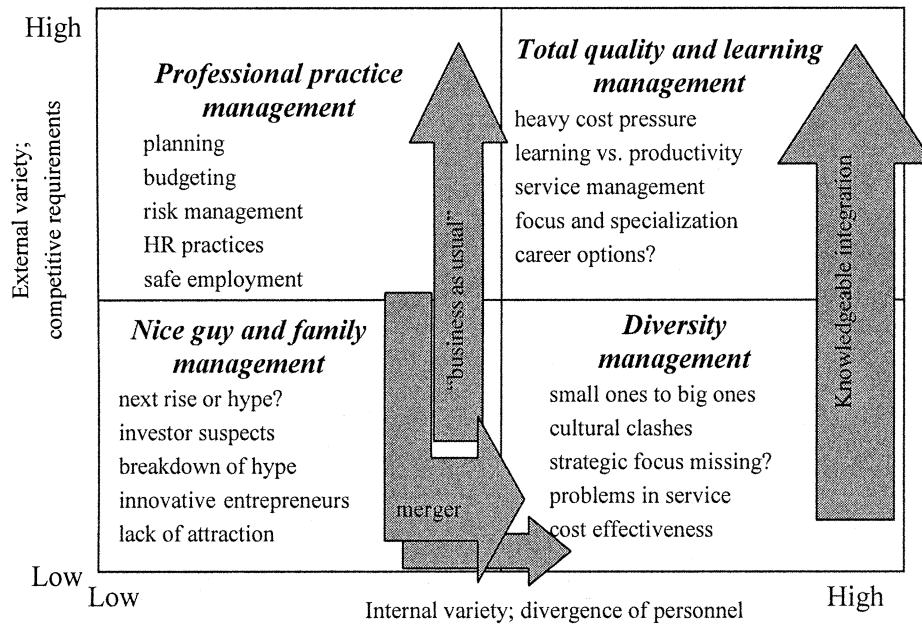 High
External variety;
competitive requirements
Professional practice
management
planning
budgeting
risk management
HR practices
safe employment
"business as usual"
Total quality and learning
management
heavy cost pressure
learning vs. productivity
service management
focus and specialization
career options?
Knowledgeable integration
Nice guy and family
management
next rise or hype?
investor suspects
breakdown of hype
innovative entrepreneurs
lack of attraction
merger
Diversity
management
small ones to big ones
cultural clashes
strategic focus missing?
problems in service
cost effectiveness
Low
Low
Internal variety; divergence of personnel
High